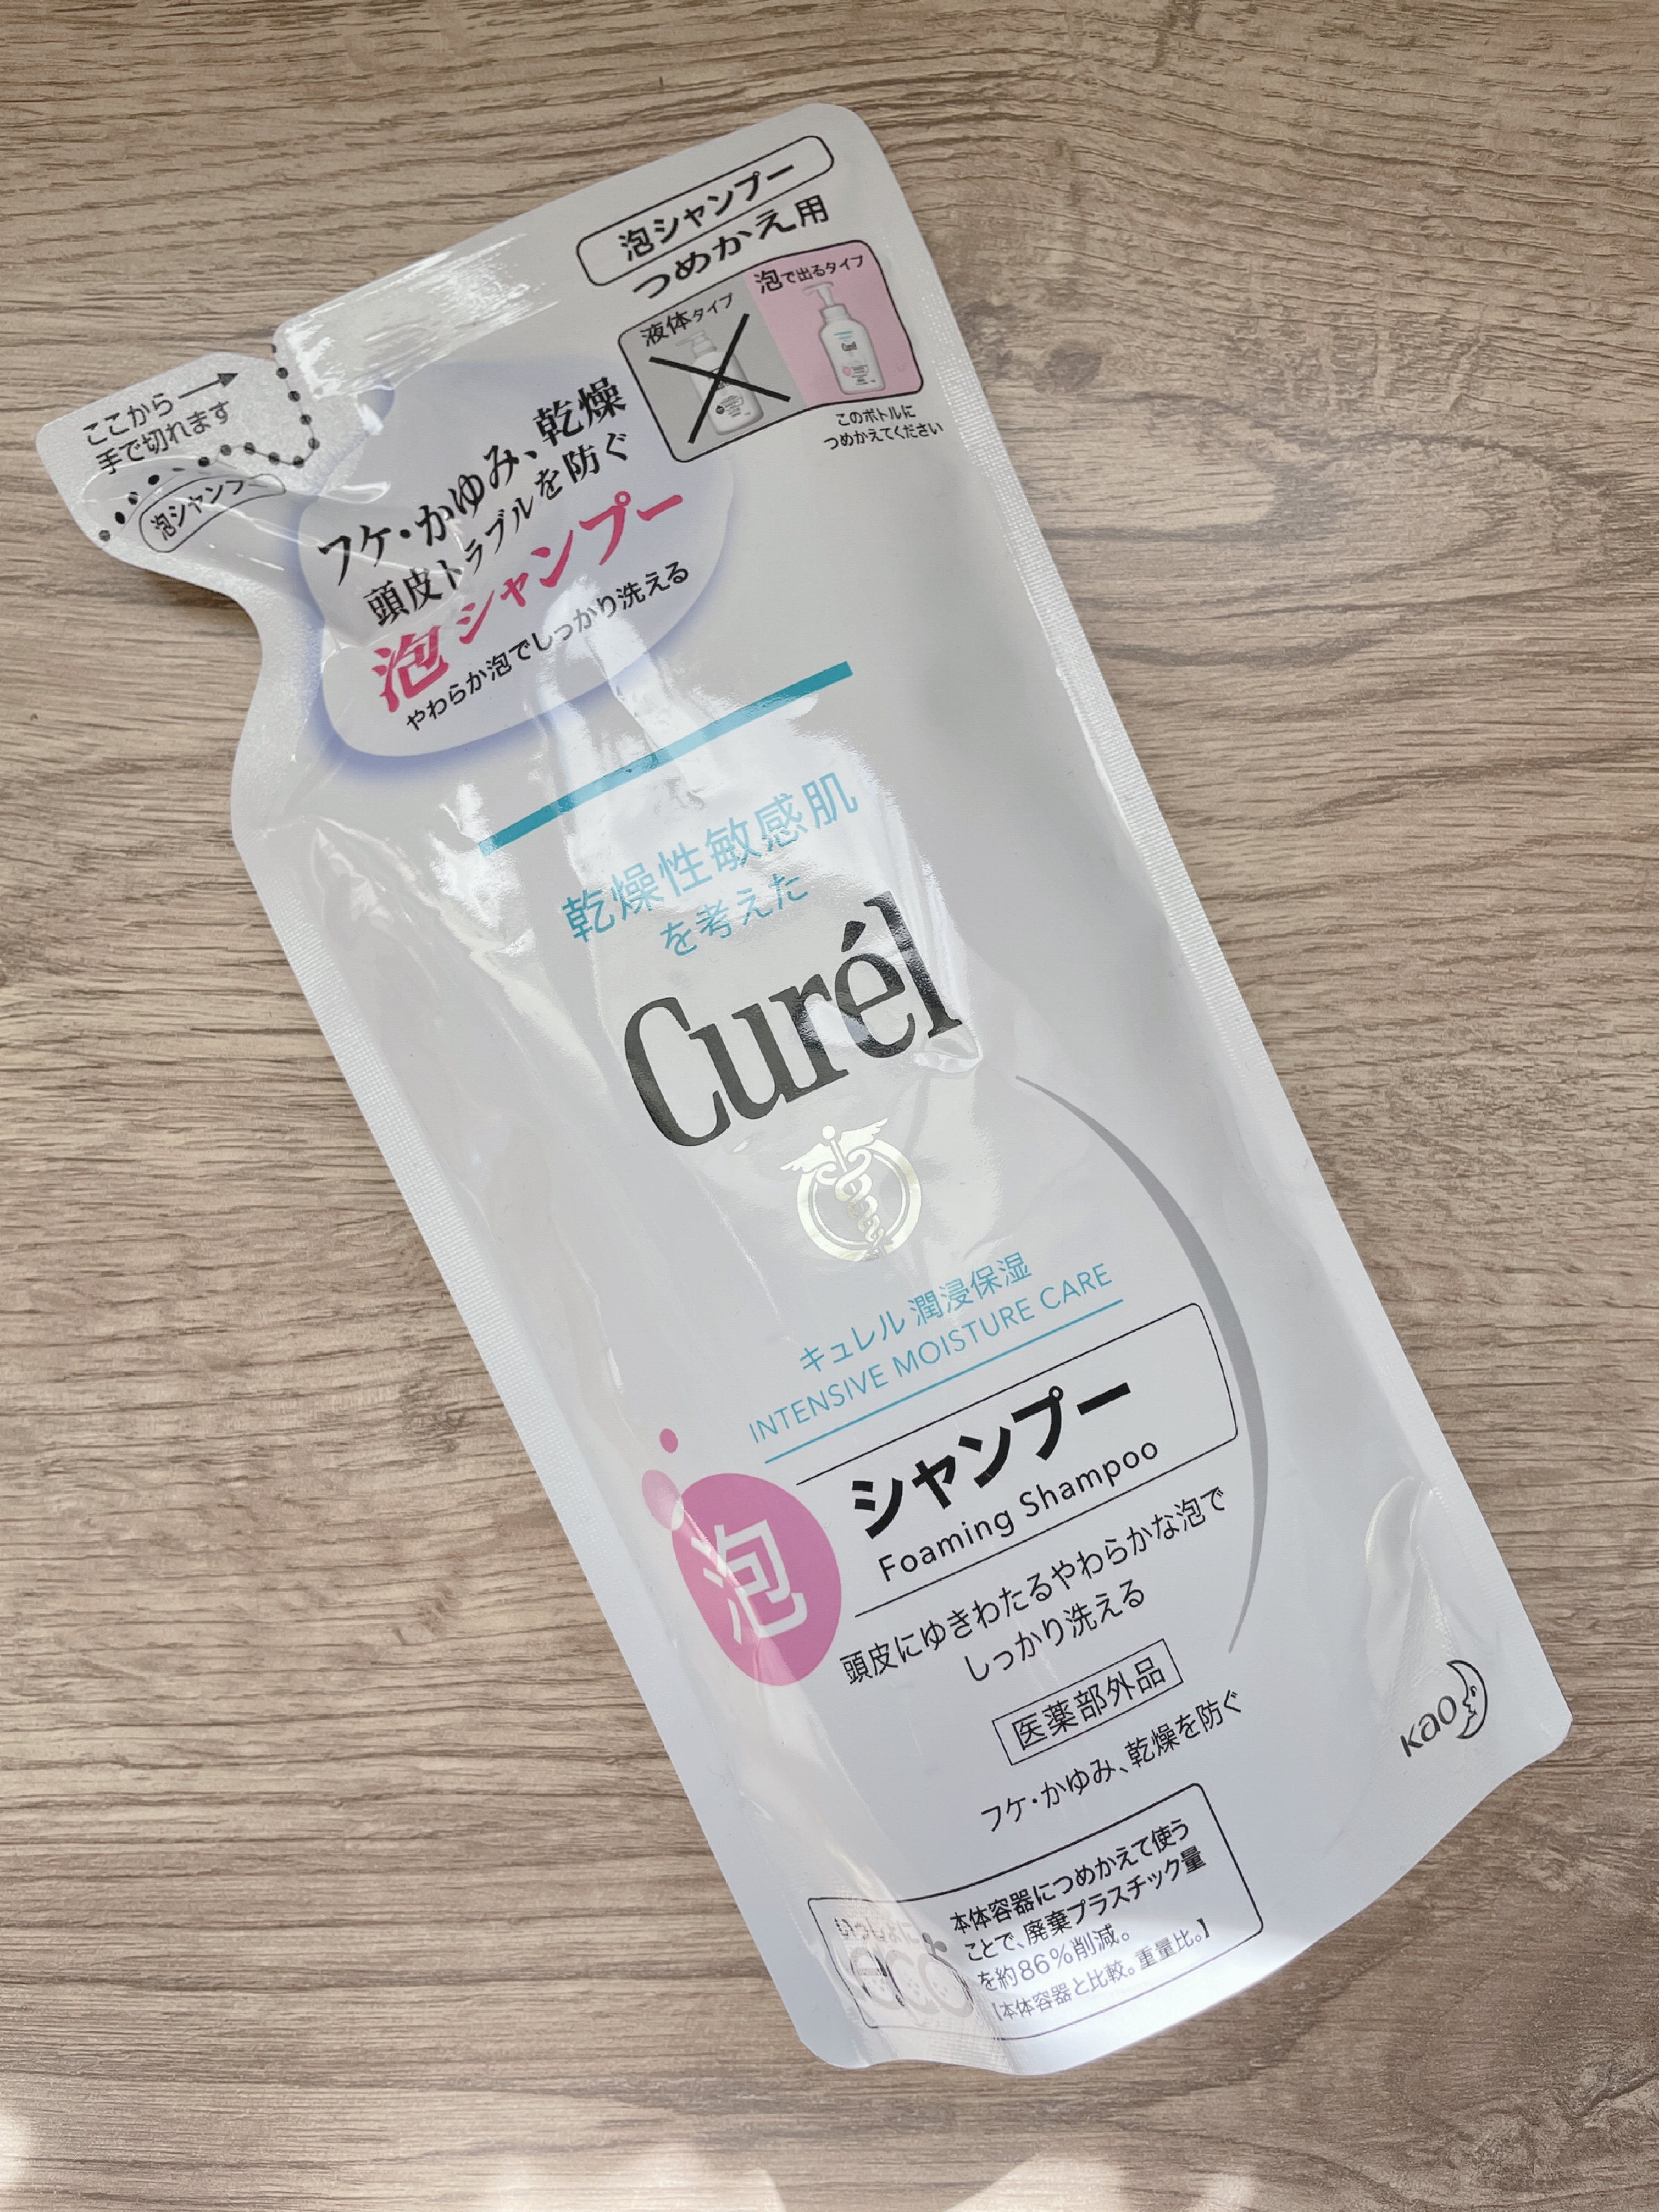 泡シャンプー
つめかえ用
液体タイプ
泡で出るタイプ
Curél
このボトルに
つめかえてください
ここから→
手で切れます
泡シャンプー
フケ・かゆみ、乾燥
頭皮トラブルを防ぐ
泡シャンプー
やわらか泡でしっかり洗える
乾燥性敏感肌
を考えた
Curél
キュレル 潤浸保湿
INTENSIVE MOISTURE CARE
泡
シャンプー
Foaming Shampoo
頭皮にゆきわたるやわらかな泡で
しっかり洗える
医薬部外品
フケ・かゆみ、乾燥を防ぐ
kao
eco
本体容器につめかえて使う
ことで、廃棄プラスチック量
を約86%削減。
【本体容器と比較。重量比。】